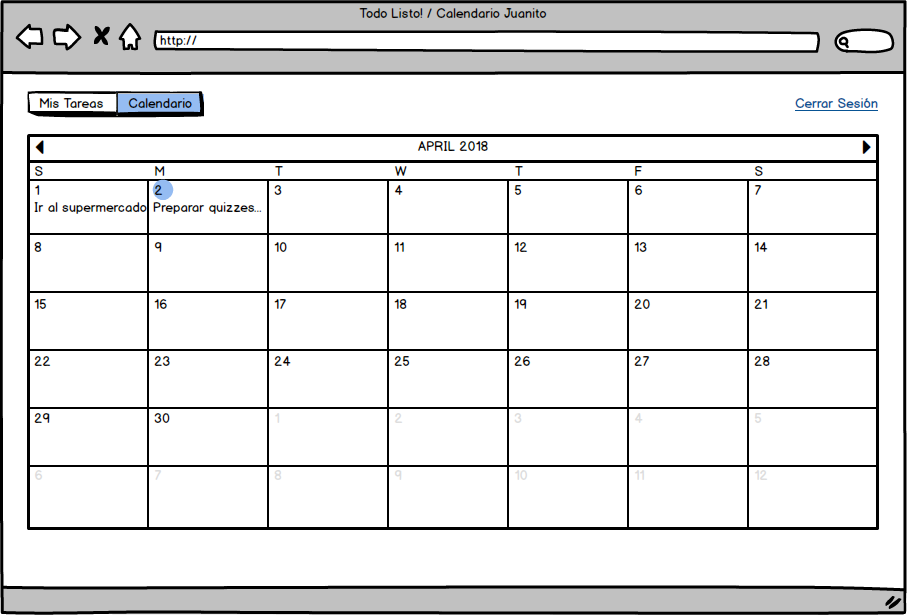 Todo Listo! / Calendario Juanito
http://
Mis Tareas Calendario Cerrar Sesión
APRIL 2018
S M T W T F S
1 2 3 4 5 6 7
Ir al supermercado Preparar quizzes...
8 9 10 11 12 13 14
15 16 17 18 19 20 21
22 23 24 25 26 27 28
29 30 1 2 3 4 5
6 7 8 9 10 11 12